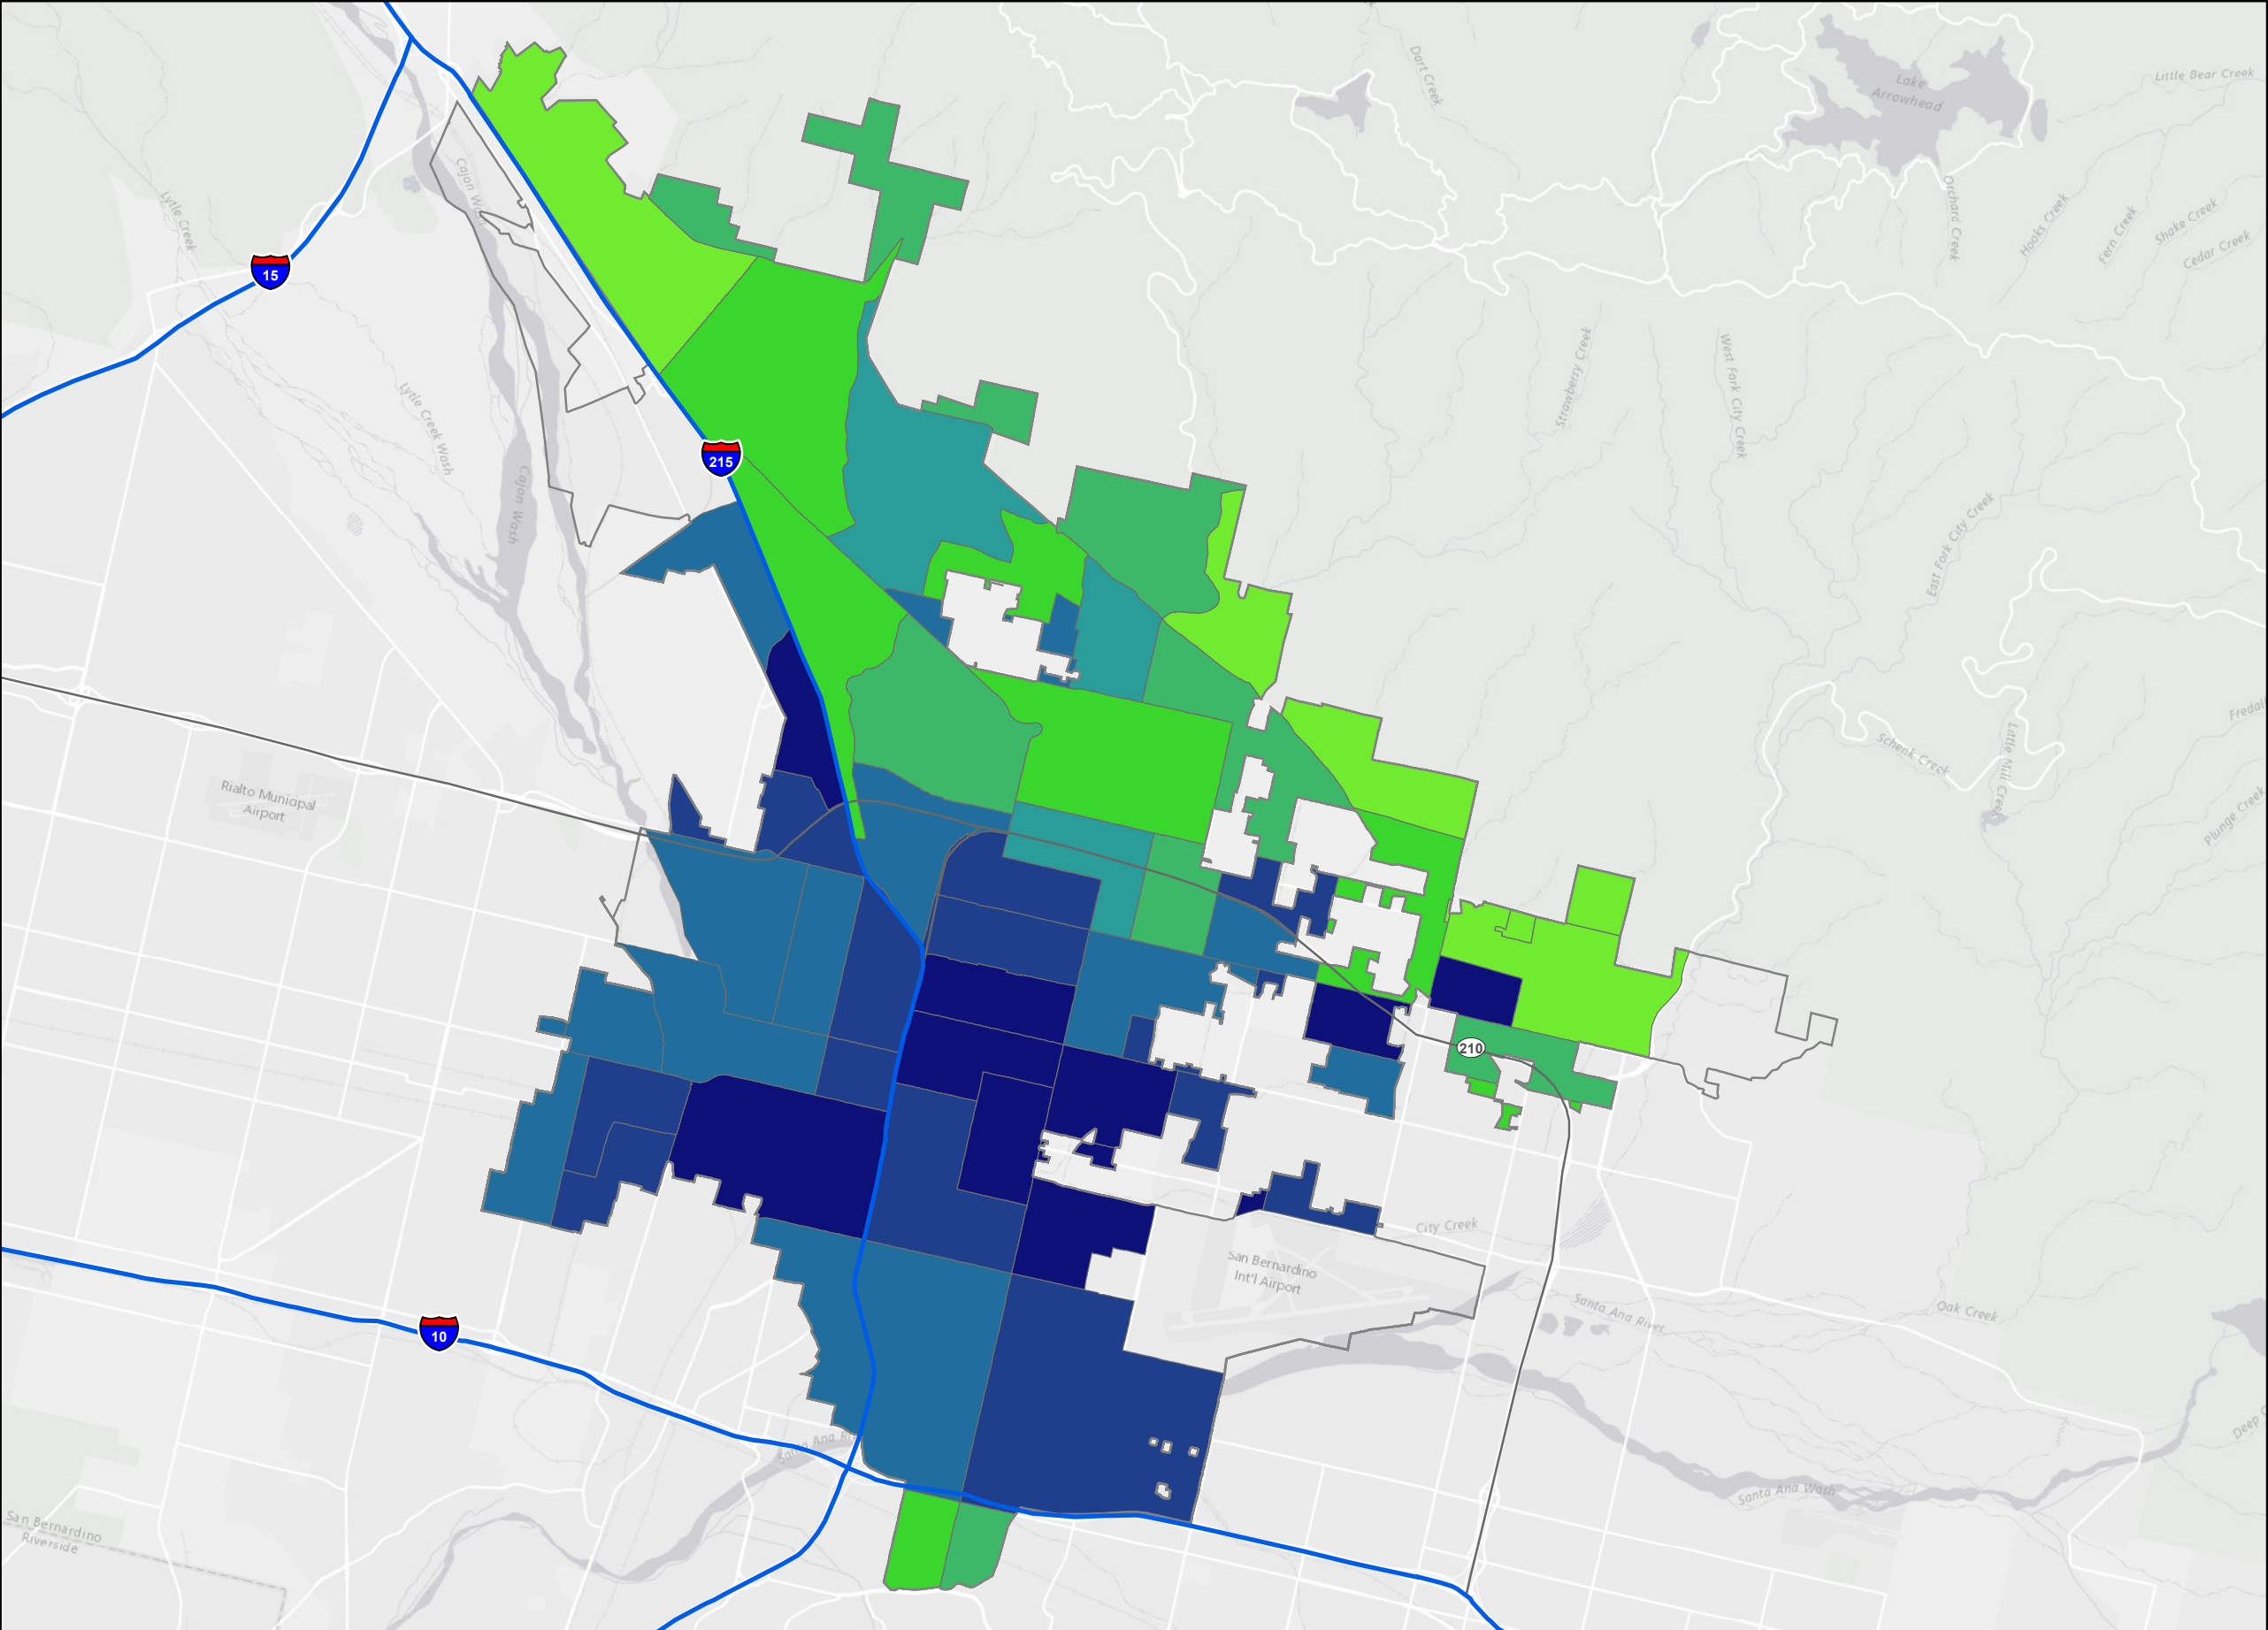 Dart Creek
Lake
Arrowhead
Little Bear Creek
Lytle Creek
Cajon Wash
Orchard Creek
Hooks Creek
Fern Creek
Shake Creek
Cedar Creek
15
Strawberry Creek
West Fork City Creek
Lytle Creek Wash
215
Cajon Wash
East Fork City Creek
Little Mill Creek
Schenk Creek
Plunge Creek
Rialto Municipal
Airport
210
City Creek
San Bernardino
Int'l Airport
Santa Ana River
Oak Creek
10
Santa Ana
Santa Ana Wash
San Bernardino
Riverside